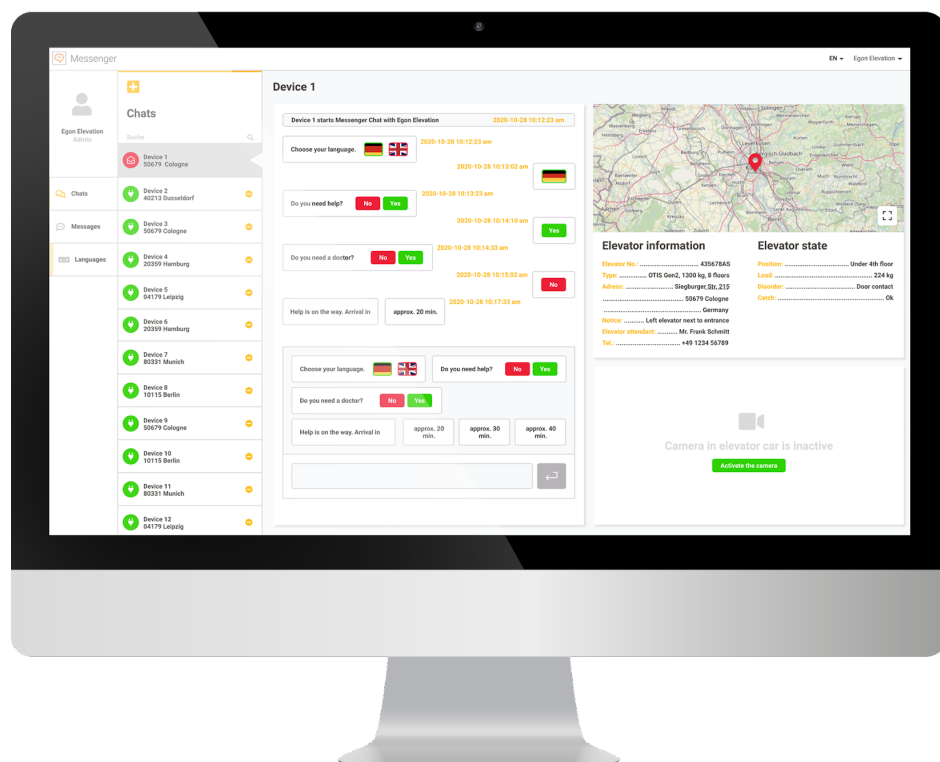 Messenger
EN
Egon Elevation
Egon Elevation
Admin
Chats
Messages
Languages
Chats
Suche
Device 1
50679 Cologne
Device 2
40213 Dusseldorf
Device 3
50679 Cologne
Device 4
20359 Hamburg
Device 5
04179 Leipzig
Device 6
20359 Hamburg
Device 7
80331 Munich
Device 8
10115 Berlin
Device 9
50679 Cologne
Device 10
10115 Berlin
Device 11
80331 Munich
Device 12
04179 Leipzig
Device 1
Device 1 starts Messenger Chat with Egon Elevation 2020-10-28 10:12:23 am
Choose your language. 2020-10-28 10:12:23 am
2020-10-28 10:13:02 am
Do you need help? No Yes 2020-10-28 10:13:23 am
2020-10-28 10:14:10 am
Yes
Do you need a doctor? No Yes 2020-10-28 10:14:33 am
2020-10-28 10:15:02 am
No
Help is on the way. Arrival in approx. 20 min. 2020-10-28 10:17:33 am
Choose your language. Do you need help? No Yes
Do you need a doctor? No Yes
Help is on the way. Arrival in approx. 20 min. approx. 30 min. approx. 40 min.
Leverkusen
Bergisch Gladbach
Elevator information
Elevator No.: 435678AS
Type: OTIS Gen2, 1300 kg, 8 floors
Adress: Siegburger Str. 215
50679 Cologne
Germany
Notice: Left elevator next to entrance
Elevator attendent: Mr. Frank Schmitt
Tel.: +49 1234 56789
Elevator state
Position: Under 4th floor
Load: 224 kg
Disorder: Door contact
Catch: Ok
Camera in elevator car is inactive
Activate the camera